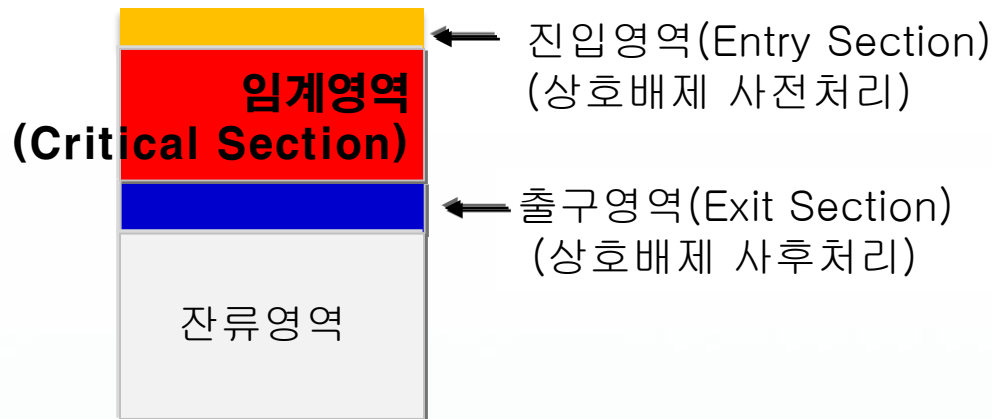 진입영역(Entry Section)
(상호배제 사전처리)
임계영역
(Critical Section)
출구영역(Exit Section)
(상호배제 사후처리)
잔류영역